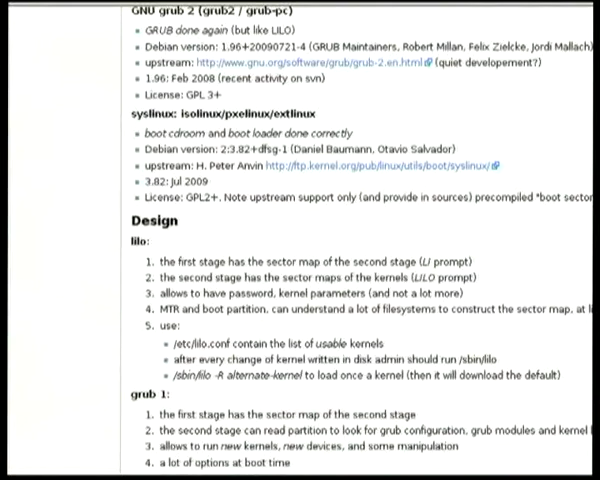 GNU grub 2 (grub2 / grub-pc)
GRUB done again (but like LILO)
Debian version: 1.96+20090721-4 (GRUB Maintainers, Robert Millan, Felix Zielcke, Jordi Mallach)
upstream: http://www.gnu.org/software/grub/grub-2.en.html (quiet developement?)
1.96: Feb 2008 (recent activity on svn)
License: GPL 3+
syslinux: isolinux/pxelinux/extlinux
boot cdroom and boot loader done correctly
Debian version: 2:3.82+dfsg-1 (Daniel Baumann, Otavio Salvador)
upstream: H. Peter Anvin http://ftp.kernel.org/pub/linux/utils/boot/syslinux/
3.82: Jul 2009
License: GPL2+. Note upstream support only (and provide in sources) precompiled "boot sector
Design
lilo:
1. the first stage has the sector map of the second stage (LI prompt)
2. the second stage has the sector maps of the kernels (LILO prompt)
3. allows to have password, kernel parameters (and not a lot more)
4. MTR and boot partition. can understand a lot of filesystems to construct the sector map. at
5. use:
/etc/lilo.conf contain the list of usable kernels
after every change of kernel written in disk admin should run /sbin/lilo
/sbin/lilo -R alternate-kernel to load once a kernel (then it will download the default)
grub 1:
1. the first stage has the sector map of the second stage
2. the second stage can read partition to look for grub configuration, grub modules and kernel
3. allows to run new kernels, new devices, and some manipulation
4. a lot of options at boot time